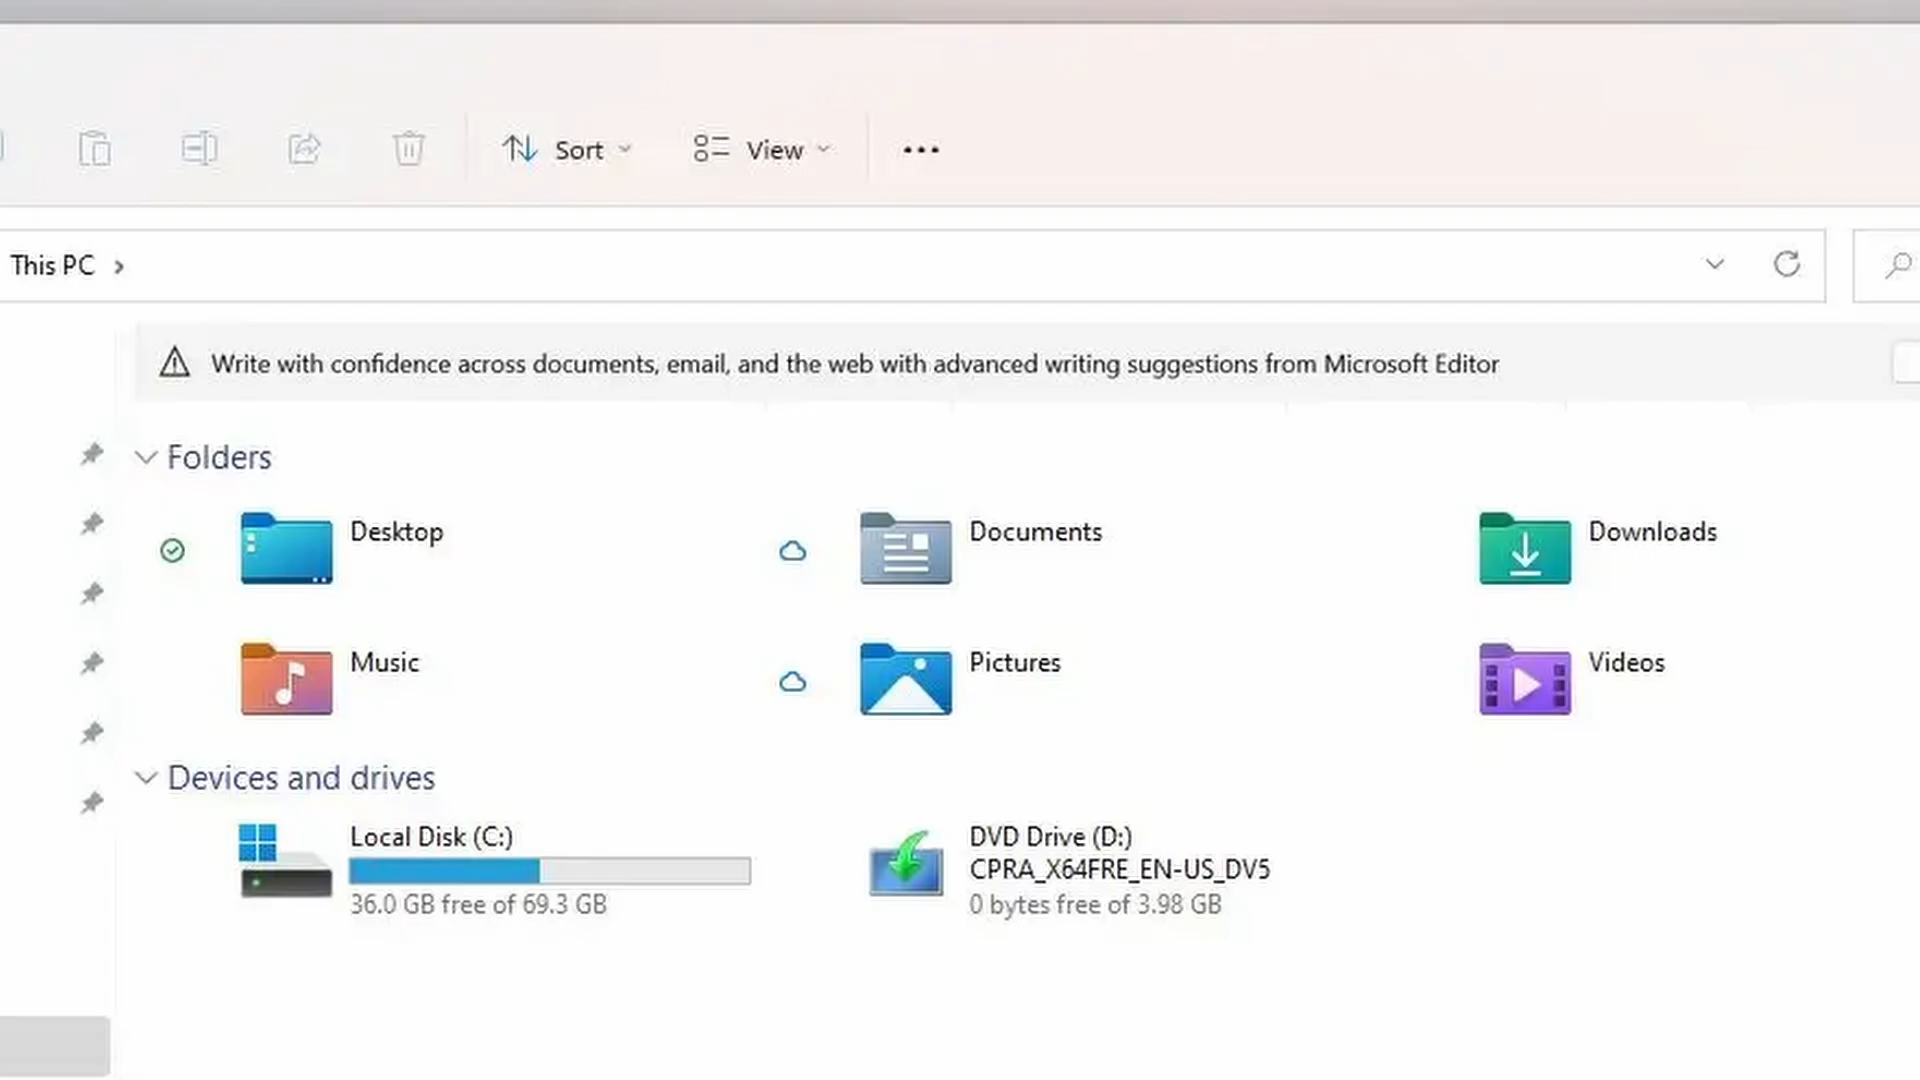 Sort
View
This PC
Write with confidence across documents, email, and the web with advanced writing suggestions from Microsoft Editor
Folders
Desktop
Documents
Downloads
Music
Pictures
Videos
Devices and drives
Local Disk (C:)
36.0 GB free of 69.3 GB
DVD Drive (D:)
CPRA_X64FRE_EN-US_DV5
0 bytes free of 3.98 GB